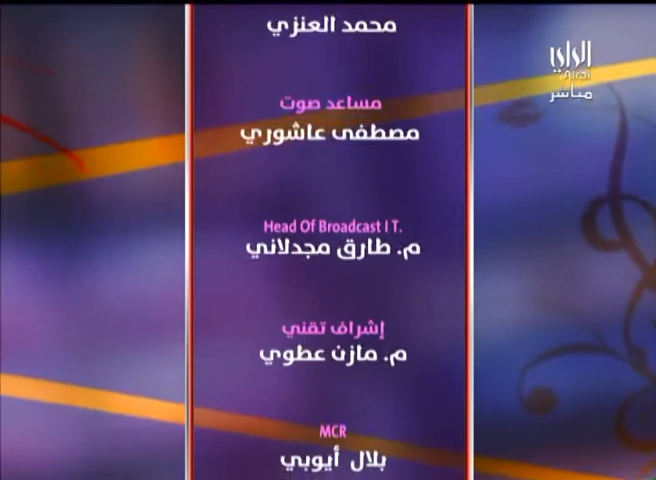 محمد العنزي
الراي
Alrai
مباشر
مساعد صوت
مصطفى عاشوري
Head Of Broadcast I T.
م. طارق مجدلاني
إشراف تقني
م. مازن عطوي
MCR
بلال أيوبي